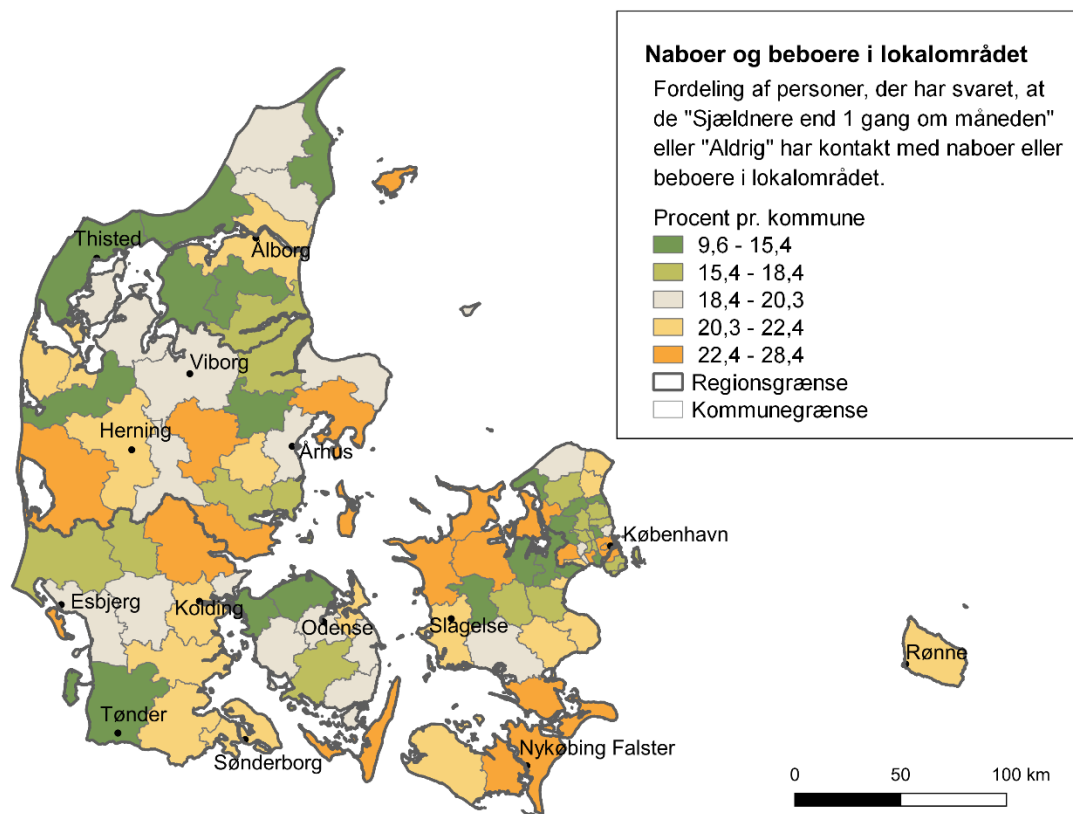 Naboer og beboere i lokalområdet
Fordeling af personer, der har svaret, at
de "Sjældnere end 1 gang om måneden"
eller "Aldrig" har kontakt med naboer eller
beboere i lokalområdet.
Procent pr. kommune
9,6 - 15,4
15,4 - 18,4
18,4 - 20,3
20,3 - 22,4
22,4 - 28,4
Regionsgrænse
Kommunegrænse
Thisted
Ålborg
Viborg
Herning
Århus
København
Esbjerg
Kolding
Odense
Slagelse
Rønne
Tønder
Sønderborg
Nykøbing Falster
0 50 100 km